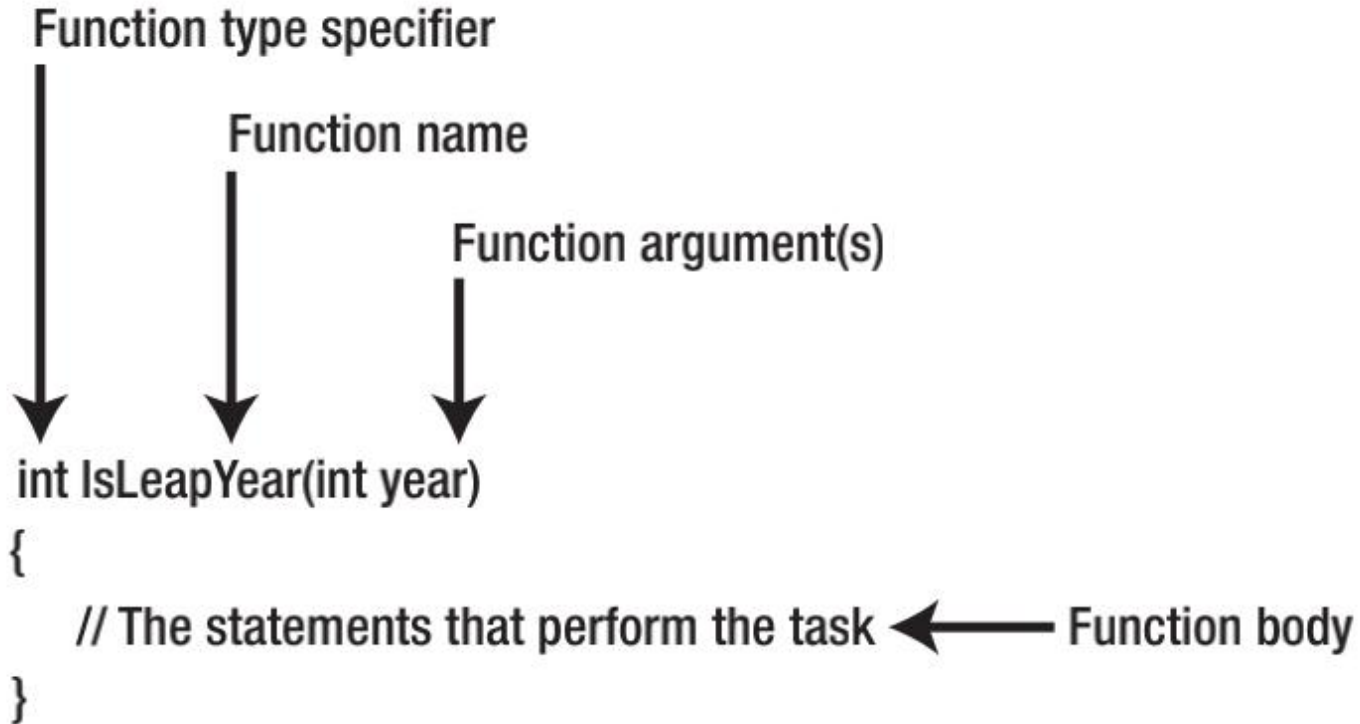 Function type specifier
Function name
Function argument(s)
int IsLeapYear(int year)
{
// The statements that perform the task
Function body
}